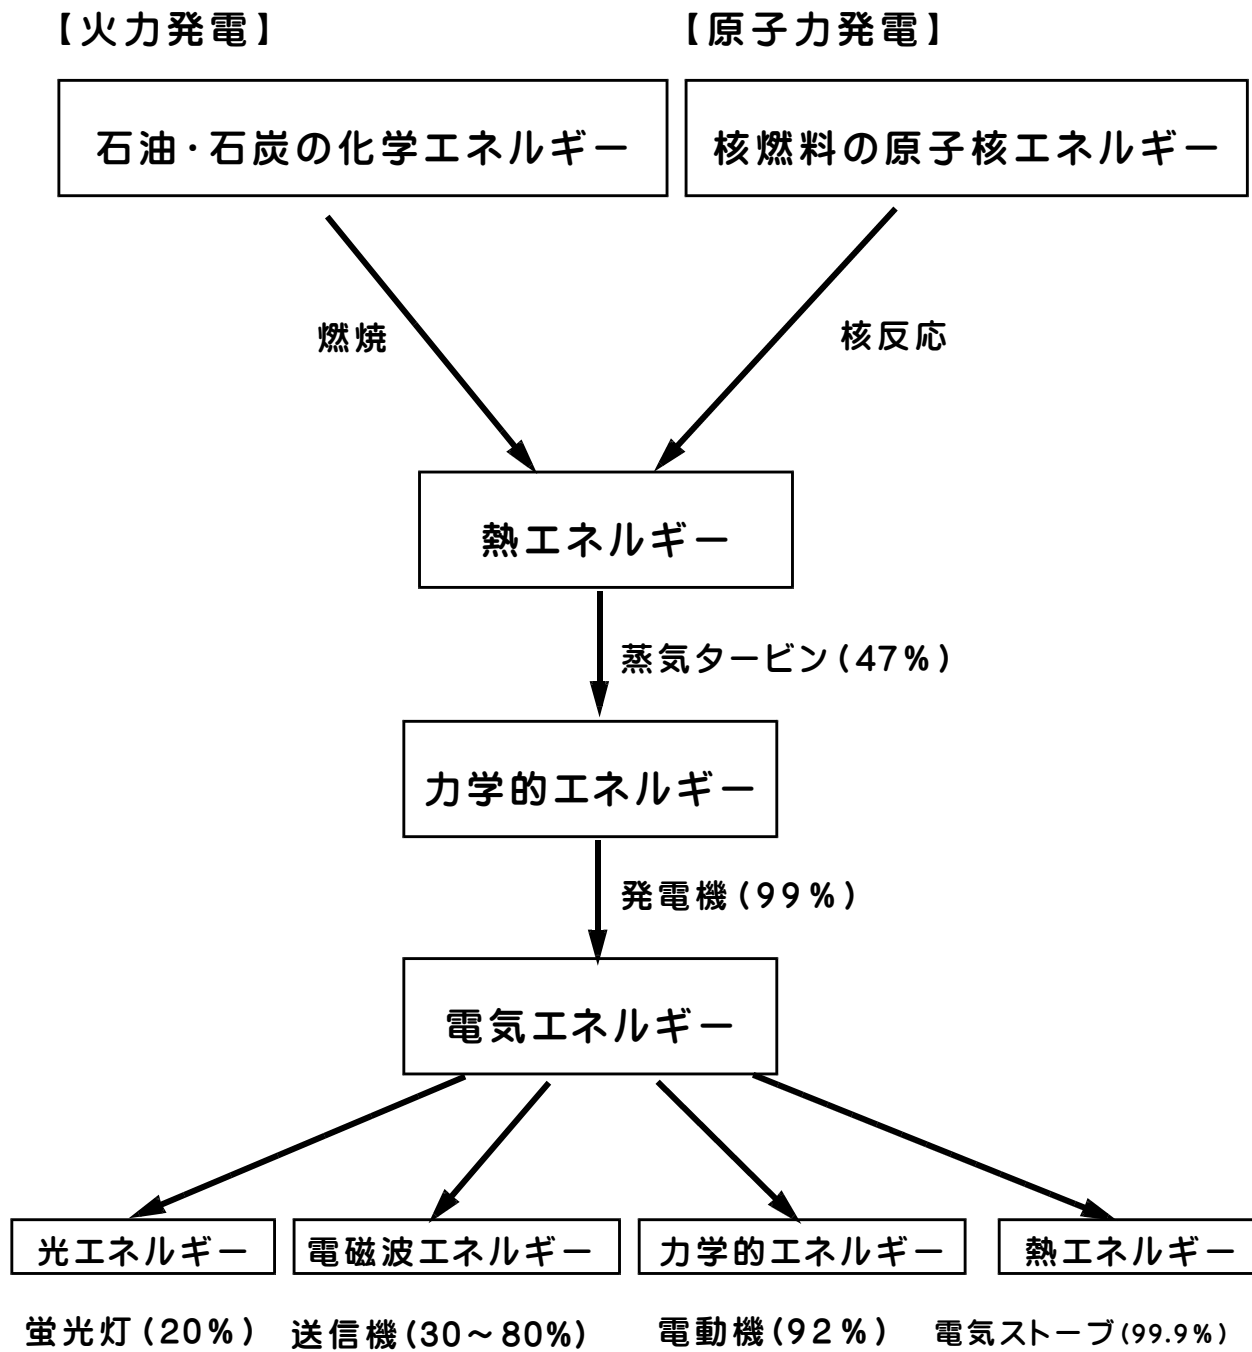 【火力発電】
【原子力発電】
石油・石炭の化学エネルギー
核燃料の原子核エネルギー
燃焼
核反応
熱エネルギー
蒸気タービン(47%)
力学的エネルギー
発電機(99%)
電気エネルギー
光エネルギー
電磁波エネルギー
力学的エネルギー
熱エネルギー
蛍光灯(20%)
送信機(30〜80%)
電動機(92%)
電気ストーブ(99.9%)